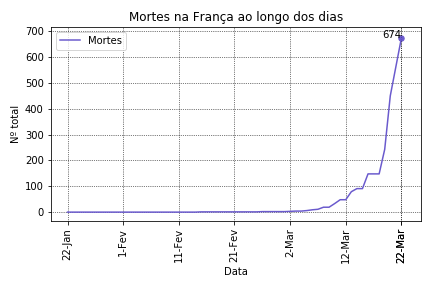 Mortes na França ao longo dos dias
700
600
500
400
300
200
100
0
Nº total
Mortes
674
22-Jan
1-Fev
11-Fev
21-Fev
2-Mar
12-Mar
22-Mar
Data